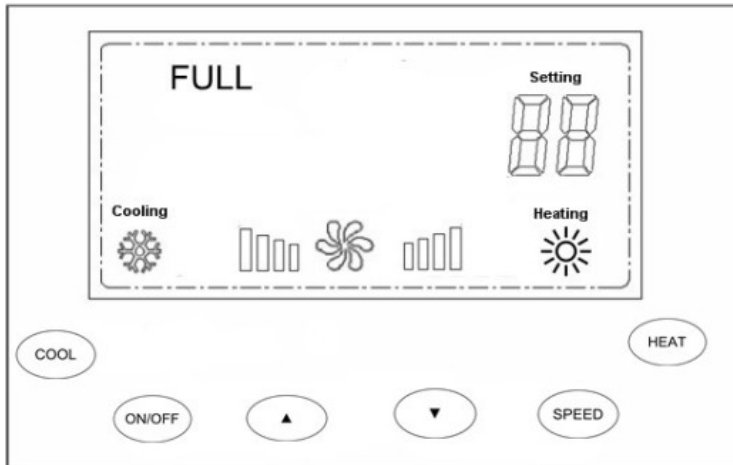 FULL
Setting
88
Cooling
Heating
COOL
HEAT
ON/OFF
▲
▼
SPEED